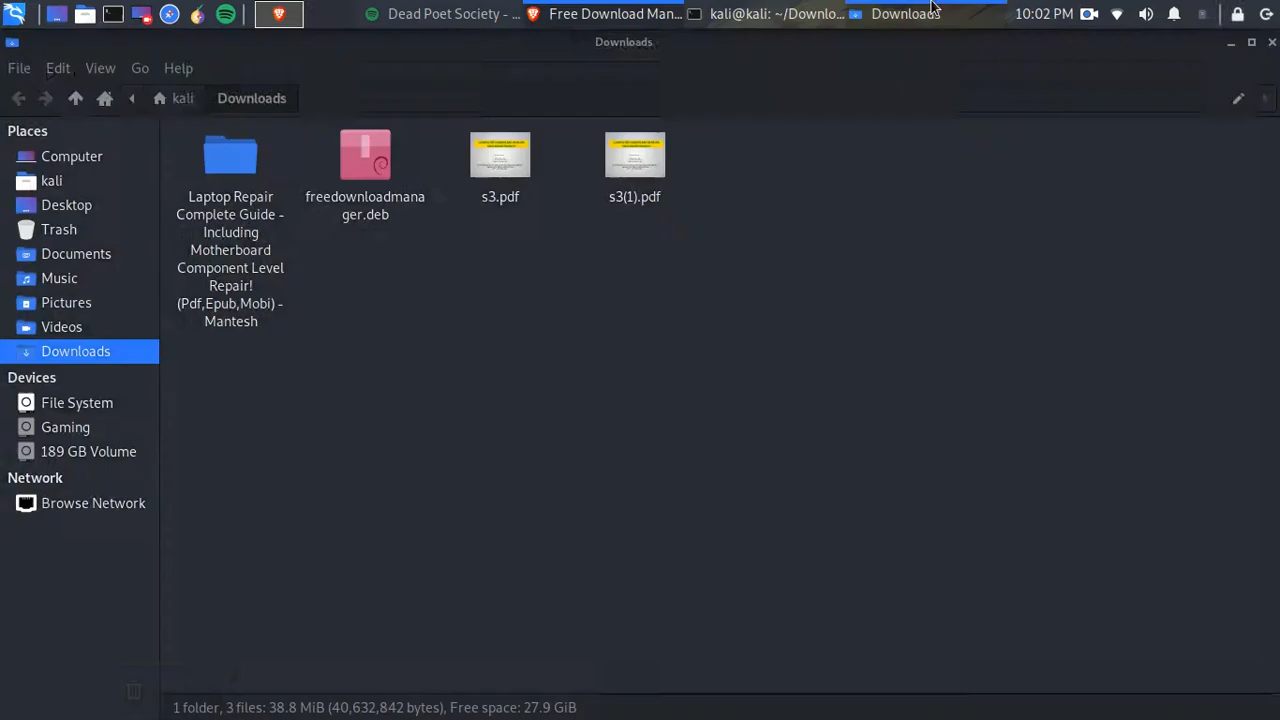 Dead Poet Society - ...
Free Download Man...
kali@kali: ~/Downlo...
Downloads
10:02 PM
Downloads
File Edit View Go Help
kali
Downloads
Places
Computer
kali
Desktop
Trash
Documents
Music
Pictures
Videos
Downloads
Devices
File System
Gaming
189 GB Volume
Network
Browse Network
Laptop Repair
Complete Guide -
Including
Motherboard
Component Level
Repair!
(Pdf,Epub,Mobi) -
Mantesh
freedownloadmana
ger.deb
s3.pdf
s3(1).pdf
1 folder, 3 files: 38.8 MiB (40,632,842 bytes), Free space: 27.9 GiB